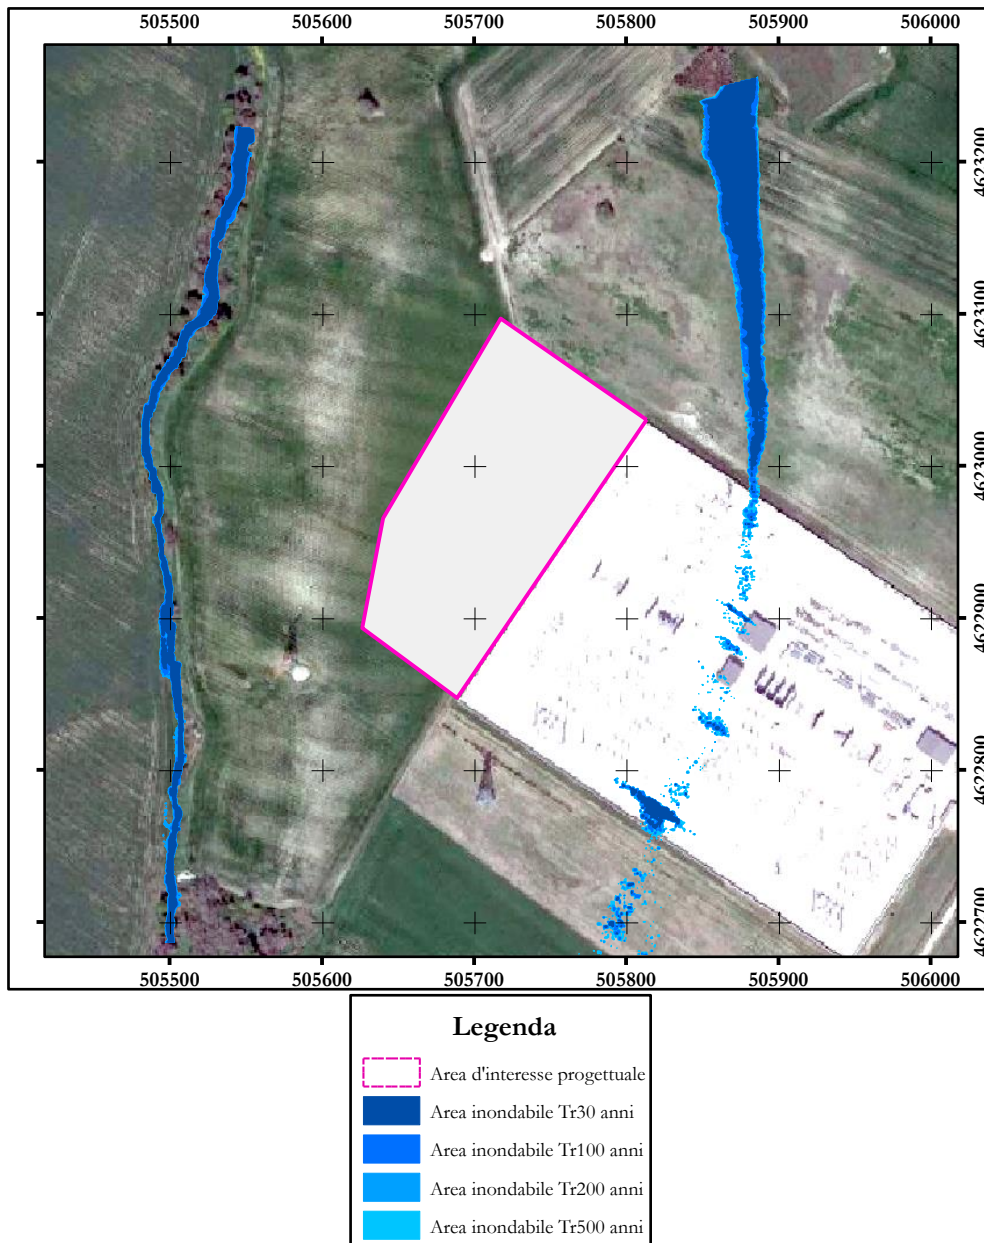 505500 505600 505700 505800 505900 506000
4623200
4623100
4623000
4622900
4622800
4622700
505500 505600 505700 505800 505900 506000
Legenda
Area d'interesse progettuale
Area inondabile Tr30 anni
Area inondabile Tr100 anni
Area inondabile Tr200 anni
Area inondabile Tr500 anni